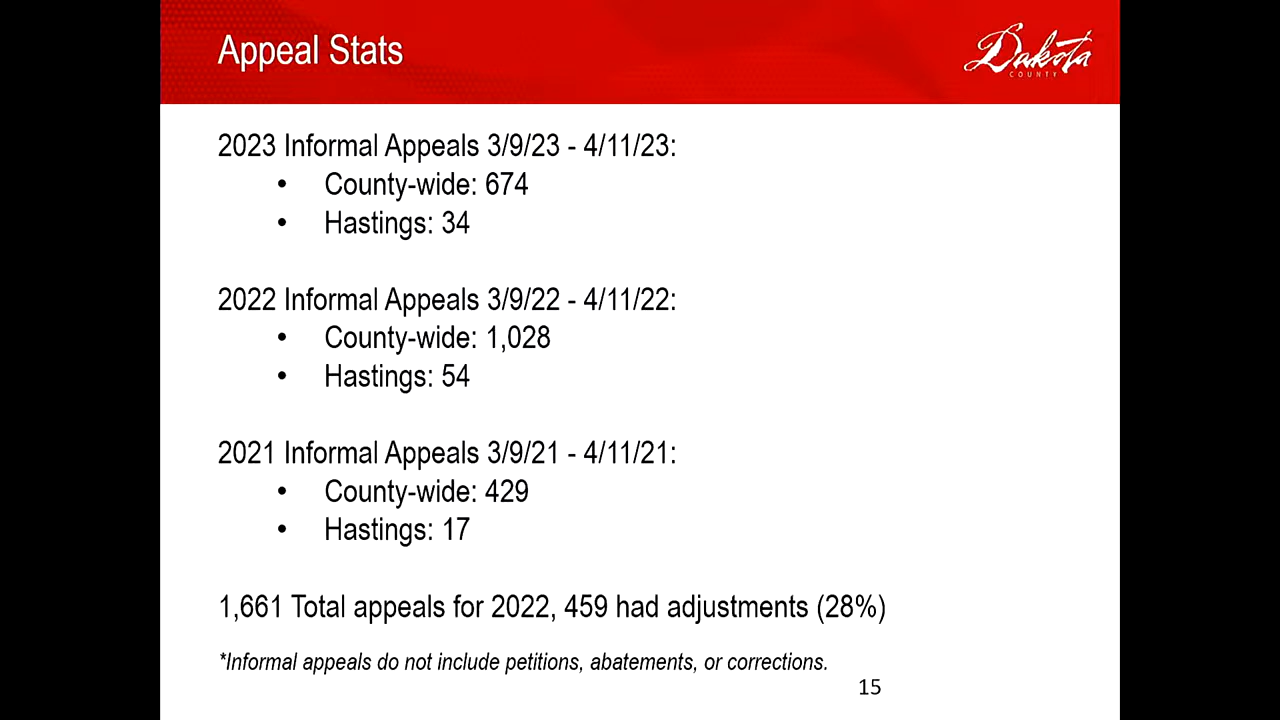 Appeal Stats
Dakota
COUNTY
2023 Informal Appeals 3/9/23 - 4/11/23:
• County-wide: 674
• Hastings: 34
2022 Informal Appeals 3/9/22 - 4/11/22:
• County-wide: 1,028
• Hastings: 54
2021 Informal Appeals 3/9/21 - 4/11/21:
• County-wide: 429
• Hastings: 17
1,661 Total appeals for 2022, 459 had adjustments (28%)
*Informal appeals do not include petitions, abatements, or corrections.
15